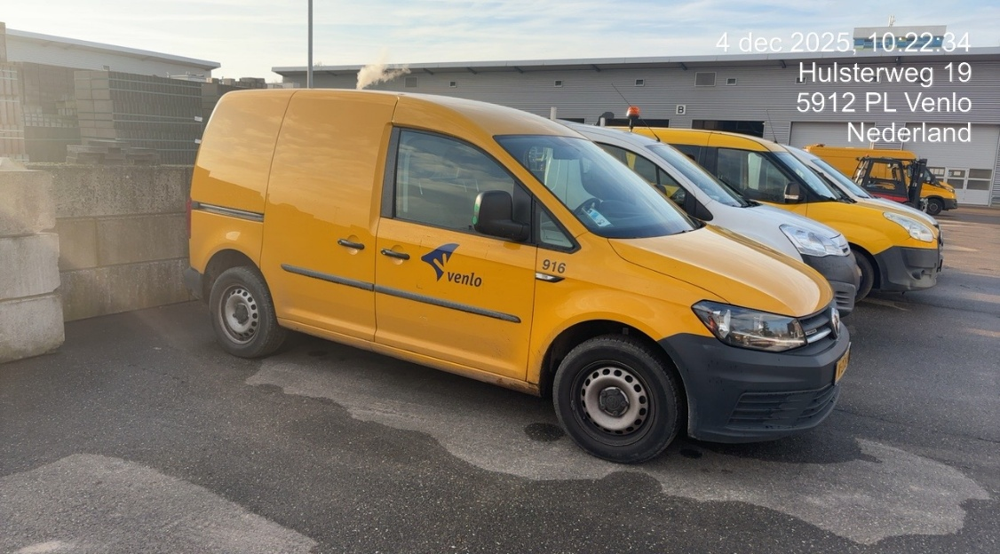 4 dec 2025, 10:22:34
Hulsterweg 19
5912 PL Venlo
Nederland
B
venlo
916